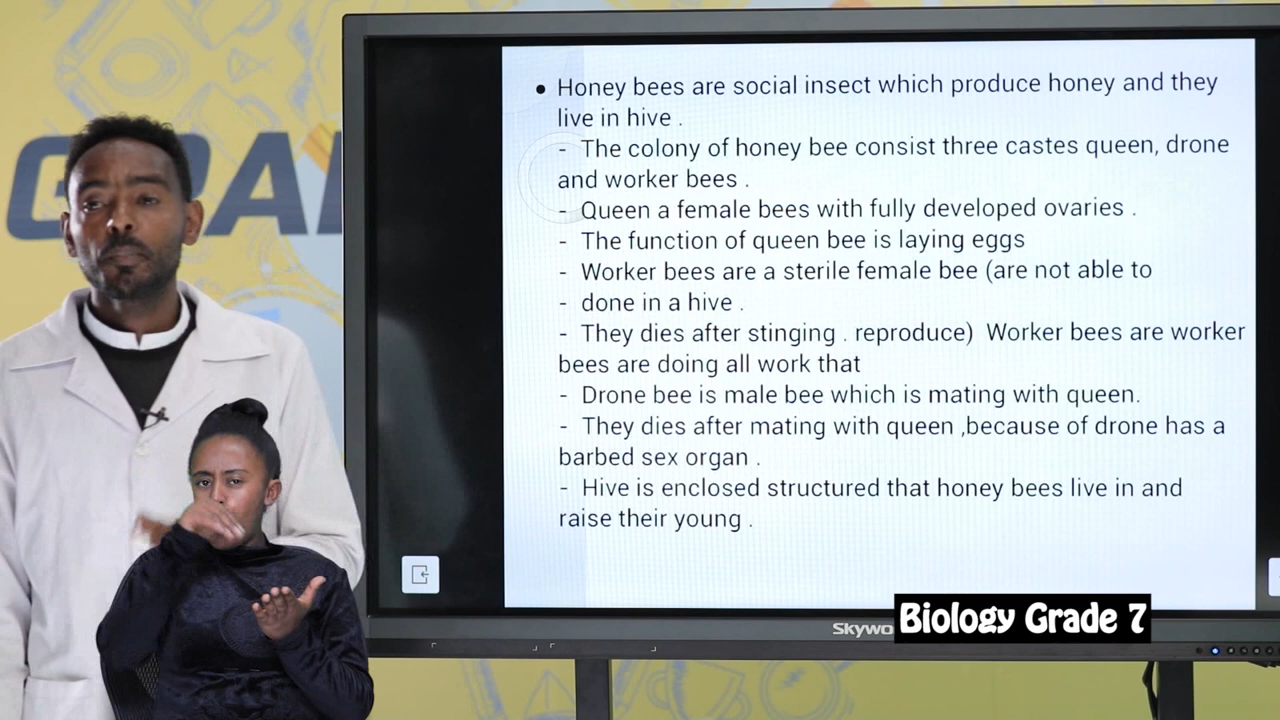 GRA
• Honey bees are social insect which produce honey and they
live in hive .
- The colony of honey bee consist three castes queen, drone
and worker bees .
- Queen a female bees with fully developed ovaries .
- The function of queen bee is laying eggs
- Worker bees are a sterile female bee (are not able to
- done in a hive .
- They dies after stinging . reproduce) Worker bees are worker
bees are doing all work that
- Drone bee is male bee which is mating with queen.
- They dies after mating with queen ,because of drone has a
barbed sex organ .
- Hive is enclosed structured that honey bees live in and
raise their young .
Skywo
Biology Grade 7